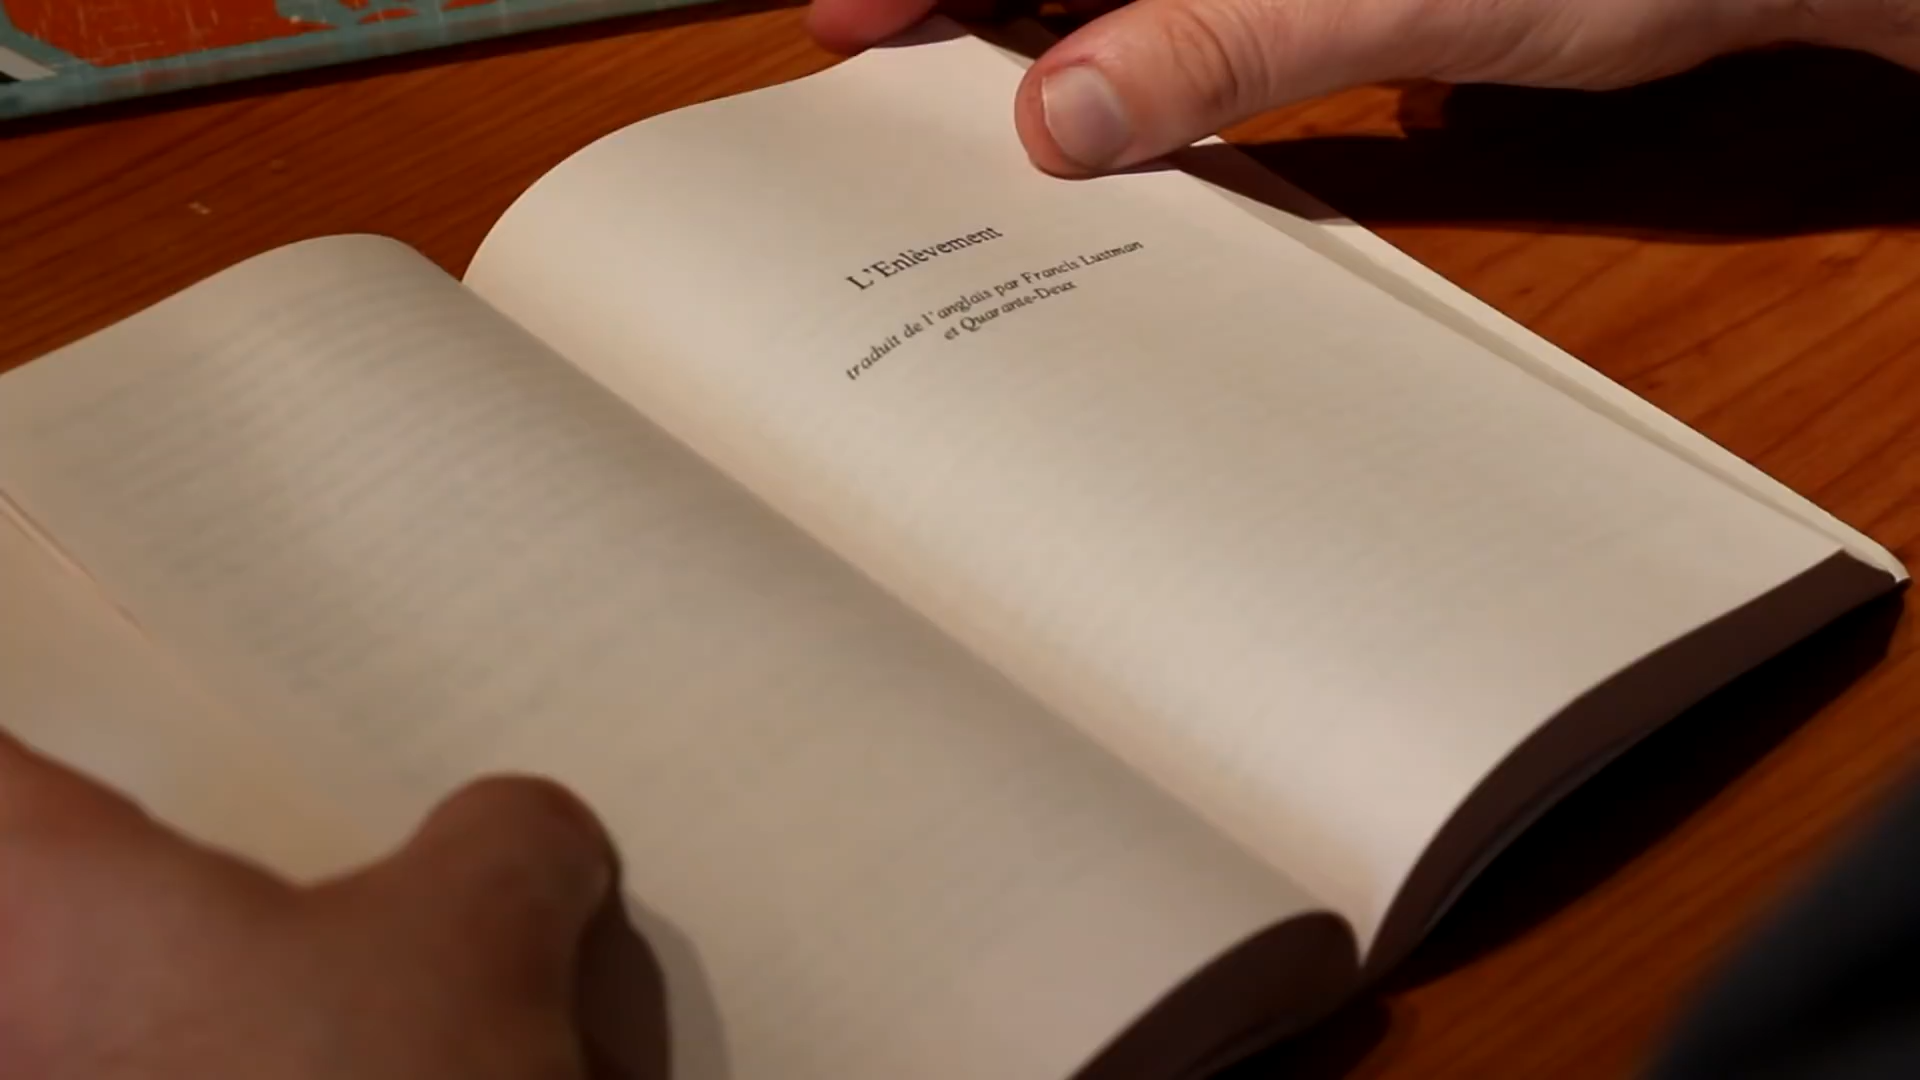 L'Enlèvement
traduit de l'anglais par Francis Lustman
et Quarante-Deux